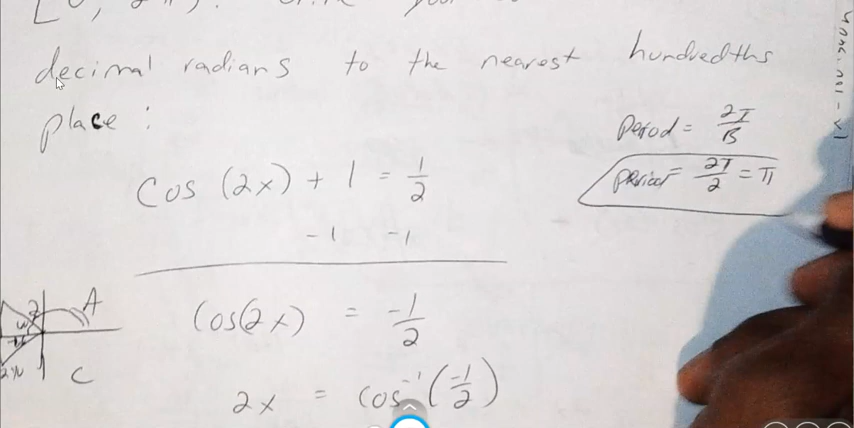 decimal radians to the nearest hundredths
place :
Period = 2π/B
period = 2π/2 = π
cos (2x) + 1 = 1/2
-1 -1
cos(2x) = -1/2
2x = cos⁻¹(-1/2)
A
C